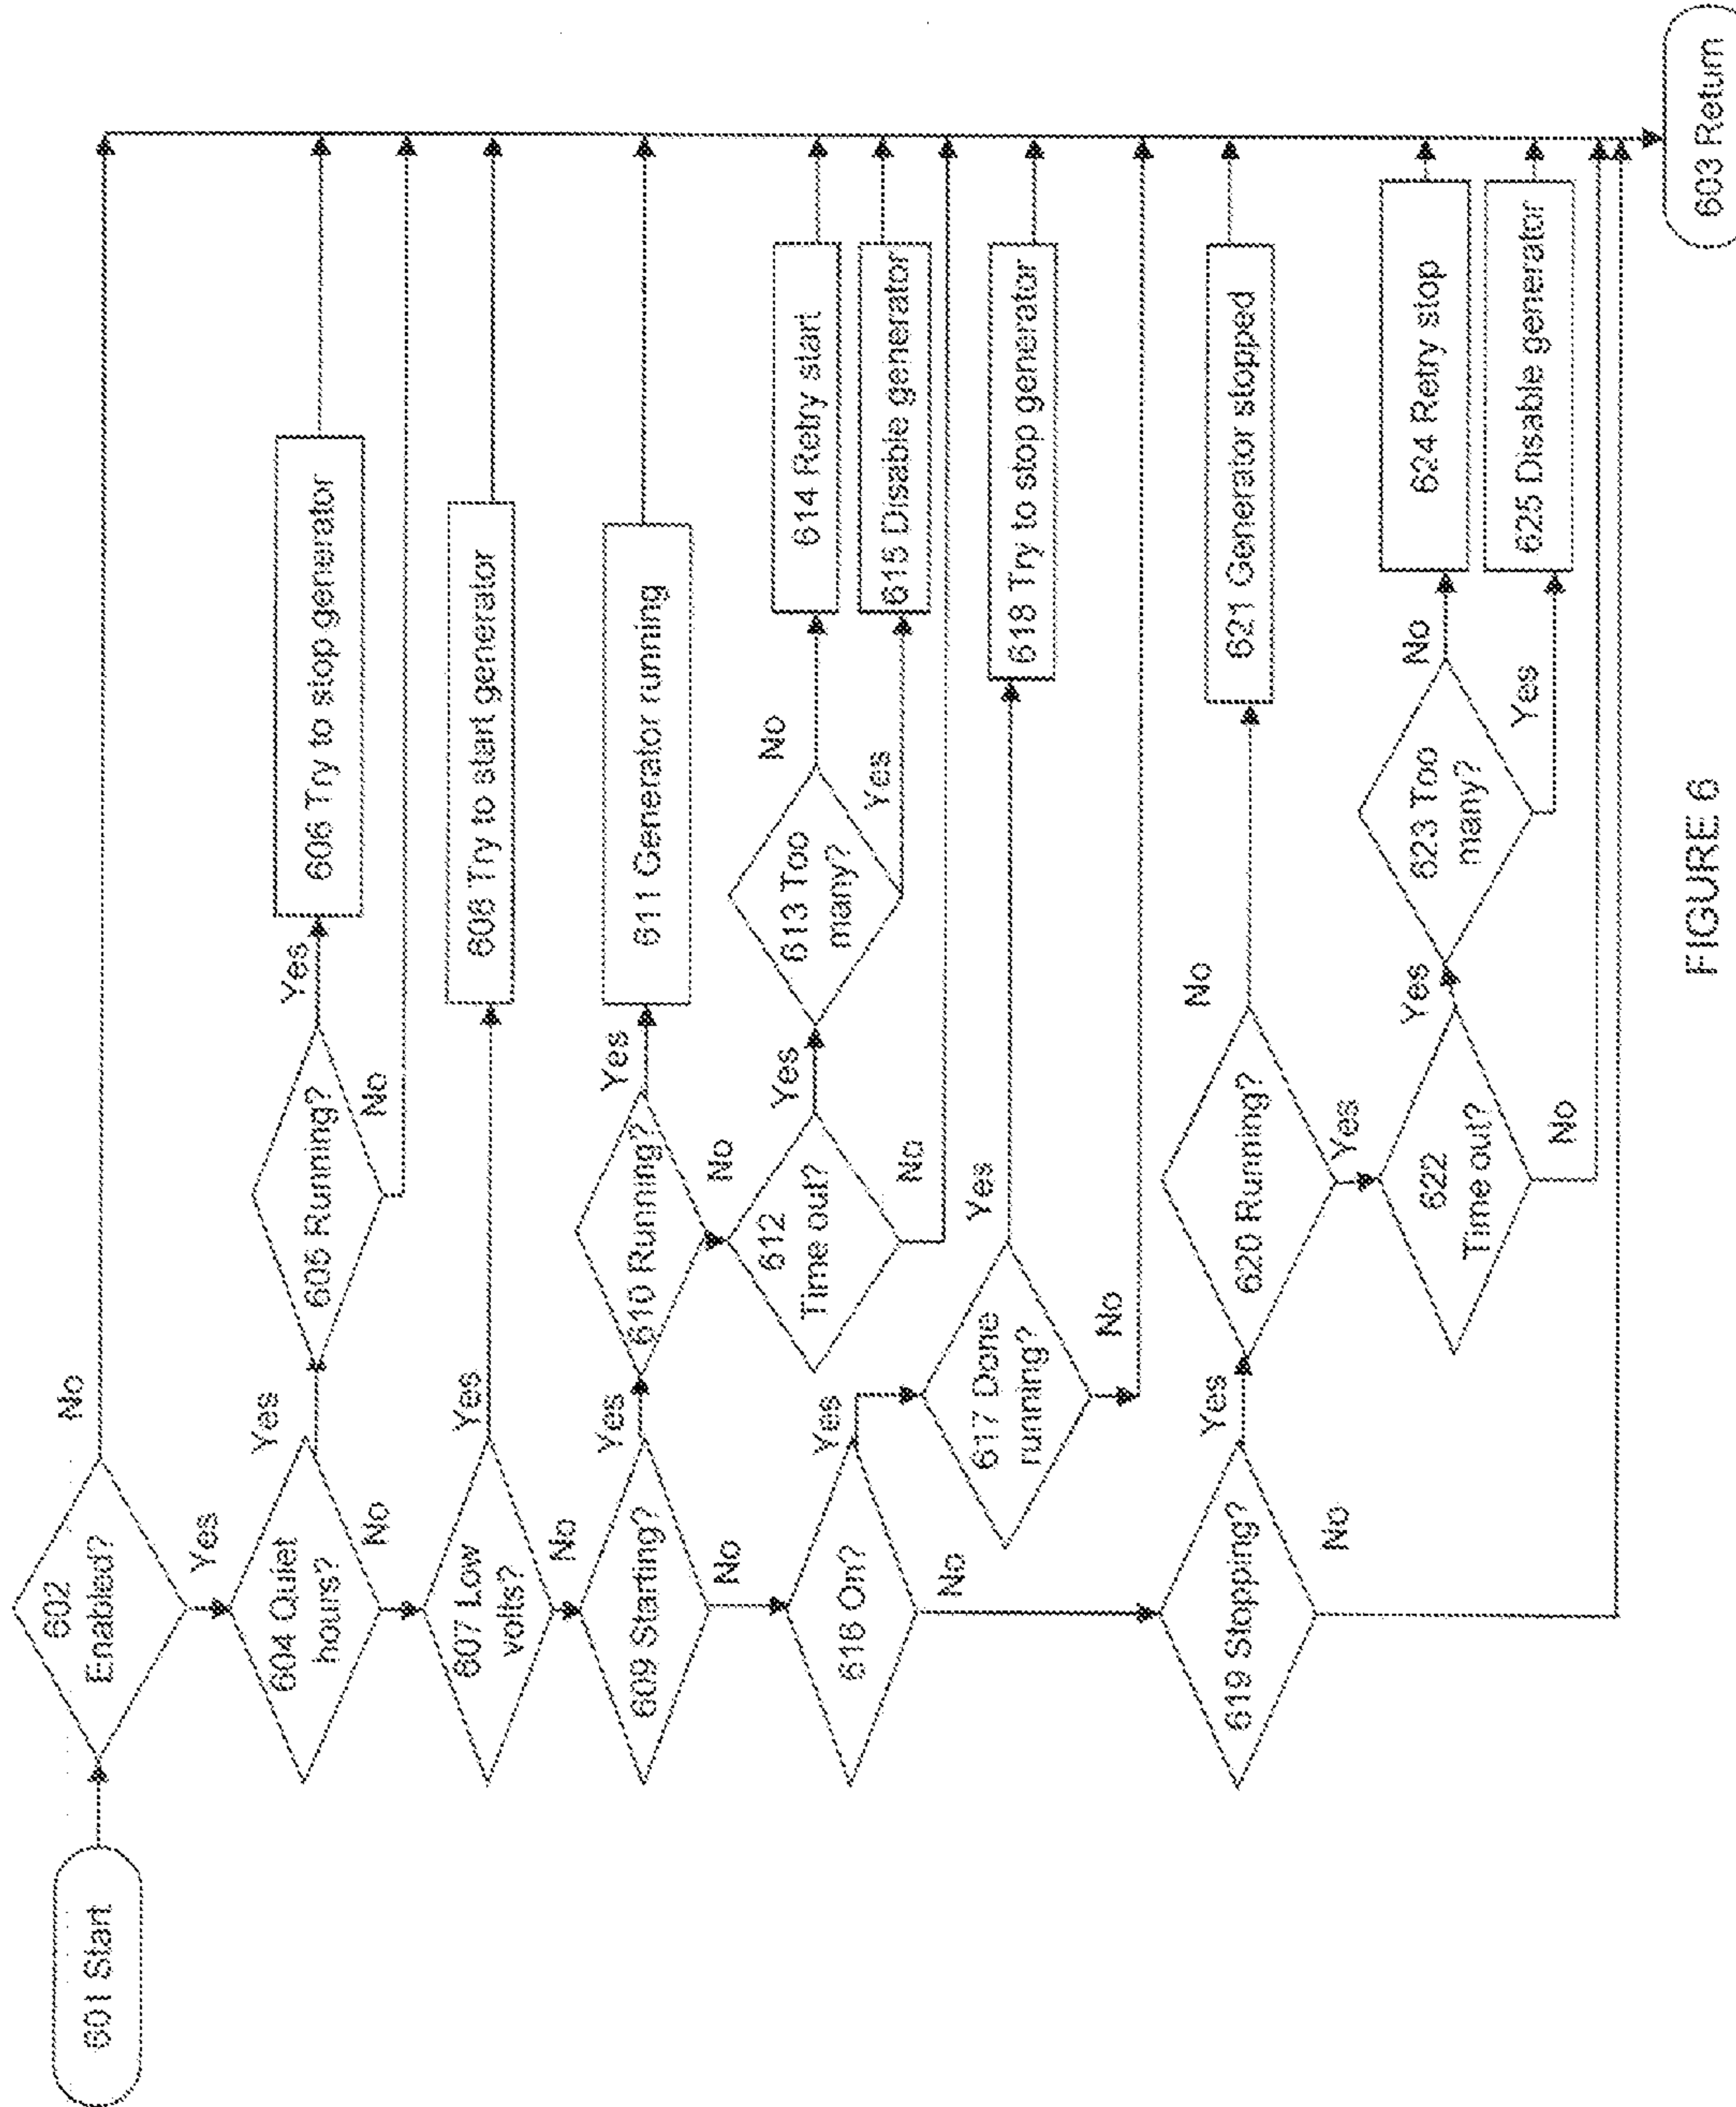 601 Start
602
Enabled?
No
Yes
604 Quiet
hours?
Yes
No
605 Running?
Yes
No
606 Try to stop generator
607 Low
volts?
Yes
No
608 Try to start generator
609 Starting?
Yes
No
610 Running?
Yes
No
611 Generator running
612
Time out?
Yes
No
613 Too
many?
No
Yes
614 Retry start
615 Disable generator
616 On?
Yes
No
617 Done
running?
Yes
No
618 Try to stop generator
619 Stopping?
Yes
No
620 Running?
No
Yes
621 Generator stopped
622
Time out?
Yes
No
623 Too
many?
No
Yes
624 Retry stop
625 Disable generator
603 Return
FIGURE 6